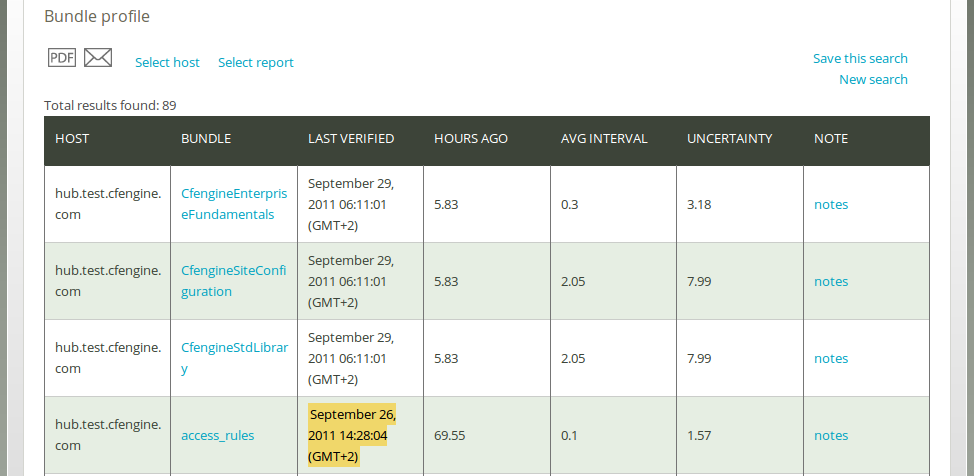 Bundle profile
PDF Select host Select report Save this search
New search
Total results found: 89
HOST BUNDLE LAST VERIFIED HOURS AGO AVG INTERVAL UNCERTAINTY NOTE
hub.test.cfengine.
com
CfengineEnterpris
eFundamentals
September 29,
2011 06:11:01
(GMT+2)
5.83
0.3
3.18
notes
hub.test.cfengine.
com
CfengineSiteConfi
guration
September 29,
2011 06:11:01
(GMT+2)
5.83
2.05
7.99
notes
hub.test.cfengine.
com
CfengineStdLibrar
y
September 29,
2011 06:11:01
(GMT+2)
5.83
2.05
7.99
notes
hub.test.cfengine.
com
access_rules
September 26,
2011 14:28:04
(GMT+2)
69.55
0.1
1.57
notes